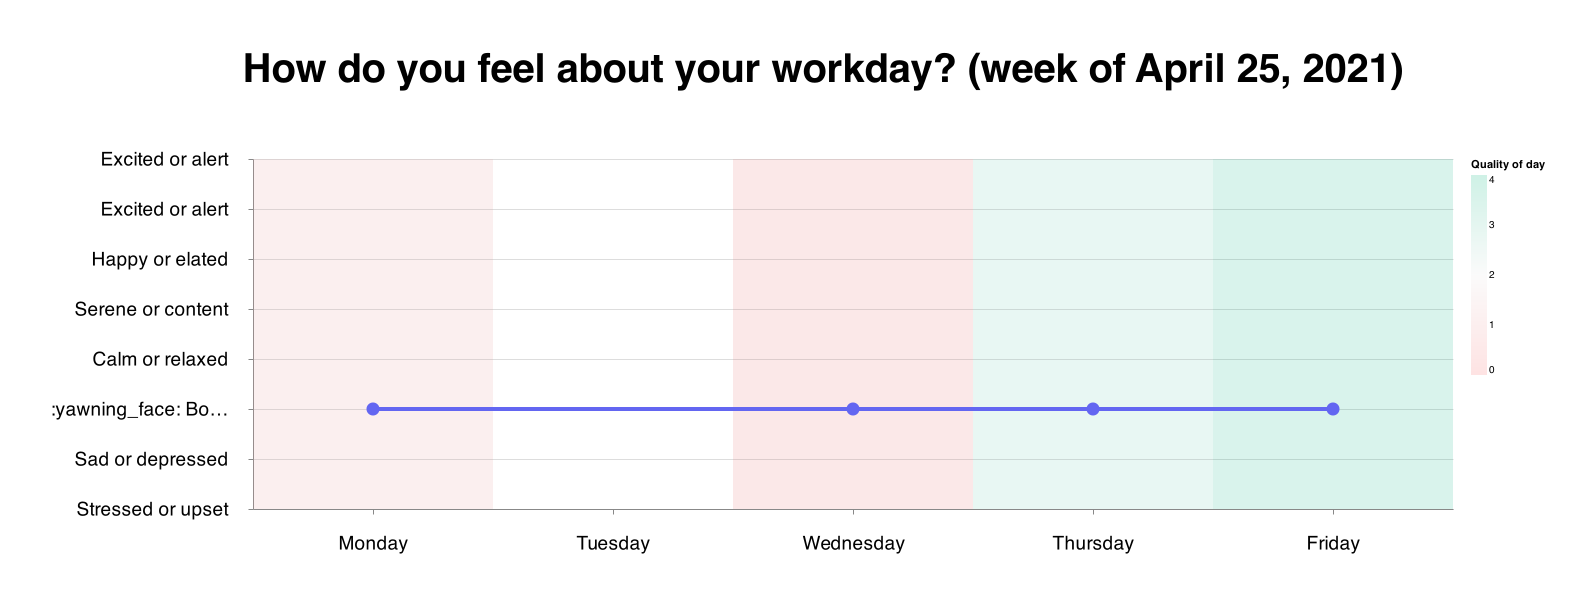 How do you feel about your workday? (week of April 25, 2021)
Excited or alert
Excited or alert
Happy or elated
Serene or content
Calm or relaxed
:yawning_face: Bo…
Sad or depressed
Stressed or upset
Monday
Tuesday
Wednesday
Thursday
Friday
Quality of day
4
3
2
1
0